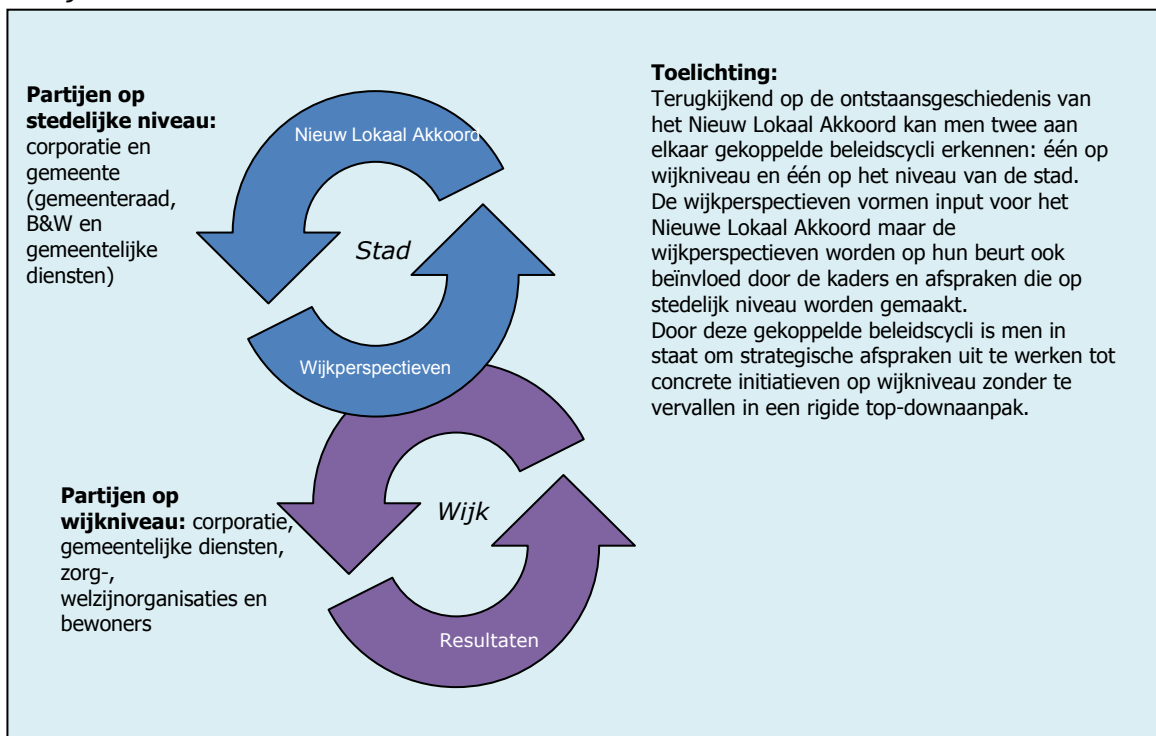 Partijen op
stedelijke niveau:
corporatie en
gemeente
(gemeenteraad,
B&W en
gemeentelijke
diensten)
Nieuw Lokaal Akkoord
Stad
Wijkperspectieven
Partijen op
wijkniveau: corporatie,
gemeentelijke diensten,
zorg-,
welzijnorganisaties en
bewoners
Wijk
Resultaten
Toelichting:
Terugkijkend op de ontstaansgeschiedenis van
het Nieuw Lokaal Akkoord kan men twee aan
elkaar gekoppelde beleidscycli erkennen: één op
wijkniveau en één op het niveau van de stad.
De wijkperspectieven vormen input voor het
Nieuwe Lokaal Akkoord maar de
wijkperspectieven worden op hun beurt ook
beïnvloed door de kaders en afspraken die op
stedelijk niveau worden gemaakt.
Door deze gekoppelde beleidscycli is men in
staat om strategische afspraken uit te werken tot
concrete initiatieven op wijkniveau zonder te
vervallen in een rigide top-downaanpak.